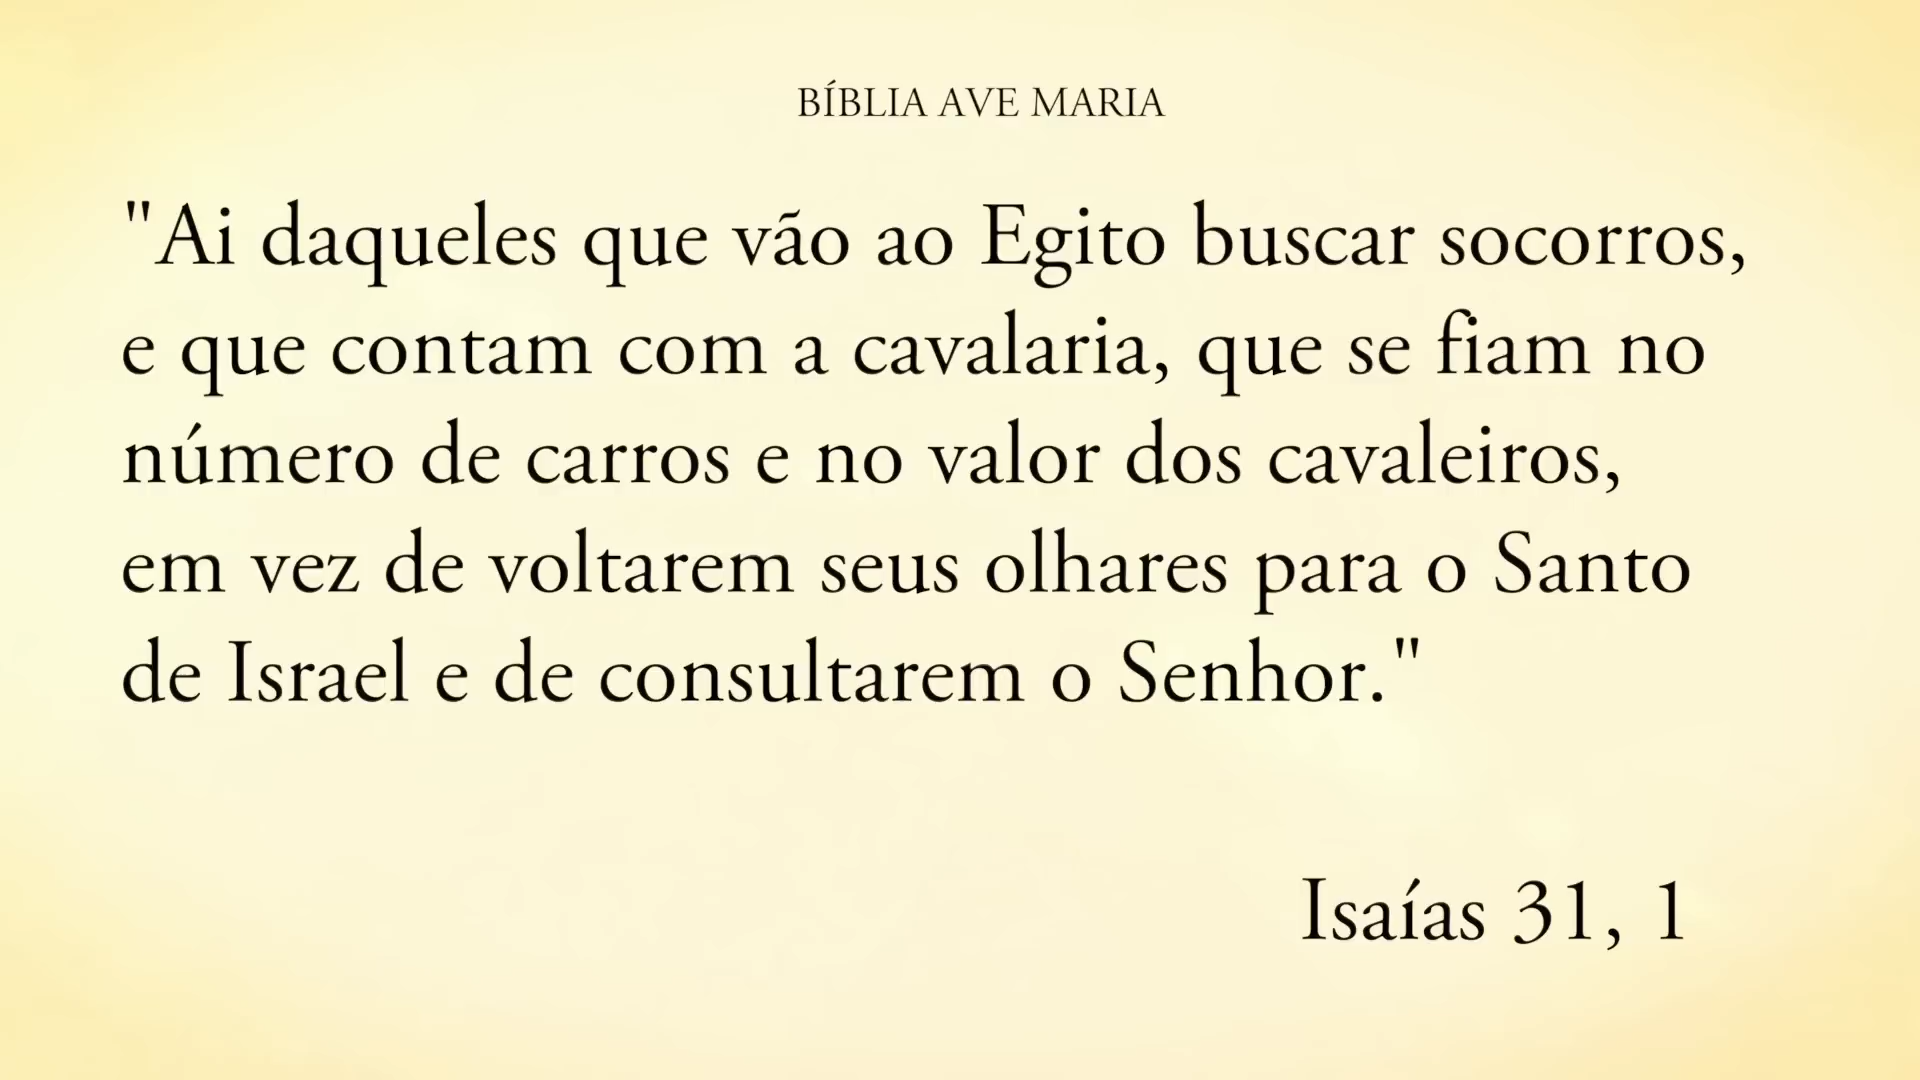 BÍBLIA AVE MARIA
"Ai daqueles que vão ao Egito buscar socorros,
e que contam com a cavalaria, que se fiam no
número de carros e no valor dos cavaleiros,
em vez de voltarem seus olhares para o Santo
de Israel e de consultarem o Senhor."
Isaías 31, 1